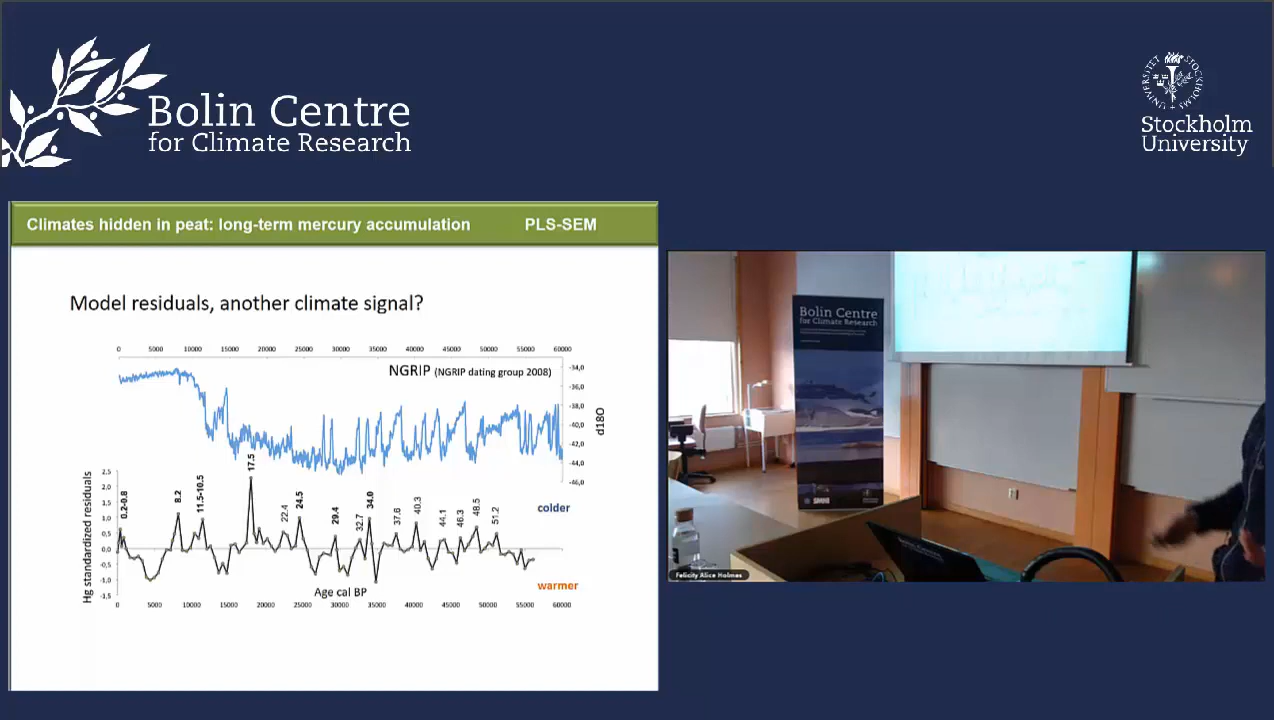 Bolin Centre
for Climate Research
STOCKHOLMS UNIVERSITET
Stockholm
University
Climates hidden in peat: long-term mercury accumulation PLS-SEM
Model residuals, another climate signal?
0 5000 10000 15000 20000 25000 30000 35000 40000 45000 50000 55000 60000
NGRIP (NGRIP dating group 2008)
-34,0
-36,0
-38,0
-40,0
-42,0
-44,0
-46,0
d18O
Hg standardized residuals
2,5
2,0
1,5
1,0
0,5
0,0
-0,5
-1,0
-1,5
0.2-0.8
8.2
11.5-10.5
17.5
22.4
24.5
29.4
32.7
34.0
37.6
40.3
44.1
46.3
48.5
51.2
colder
warmer
Age cal BP
0 5000 10000 15000 20000 25000 30000 35000 40000 45000 50000 55000 60000
Bolin Centre
for Climate Research
Felicity Alice Holmes